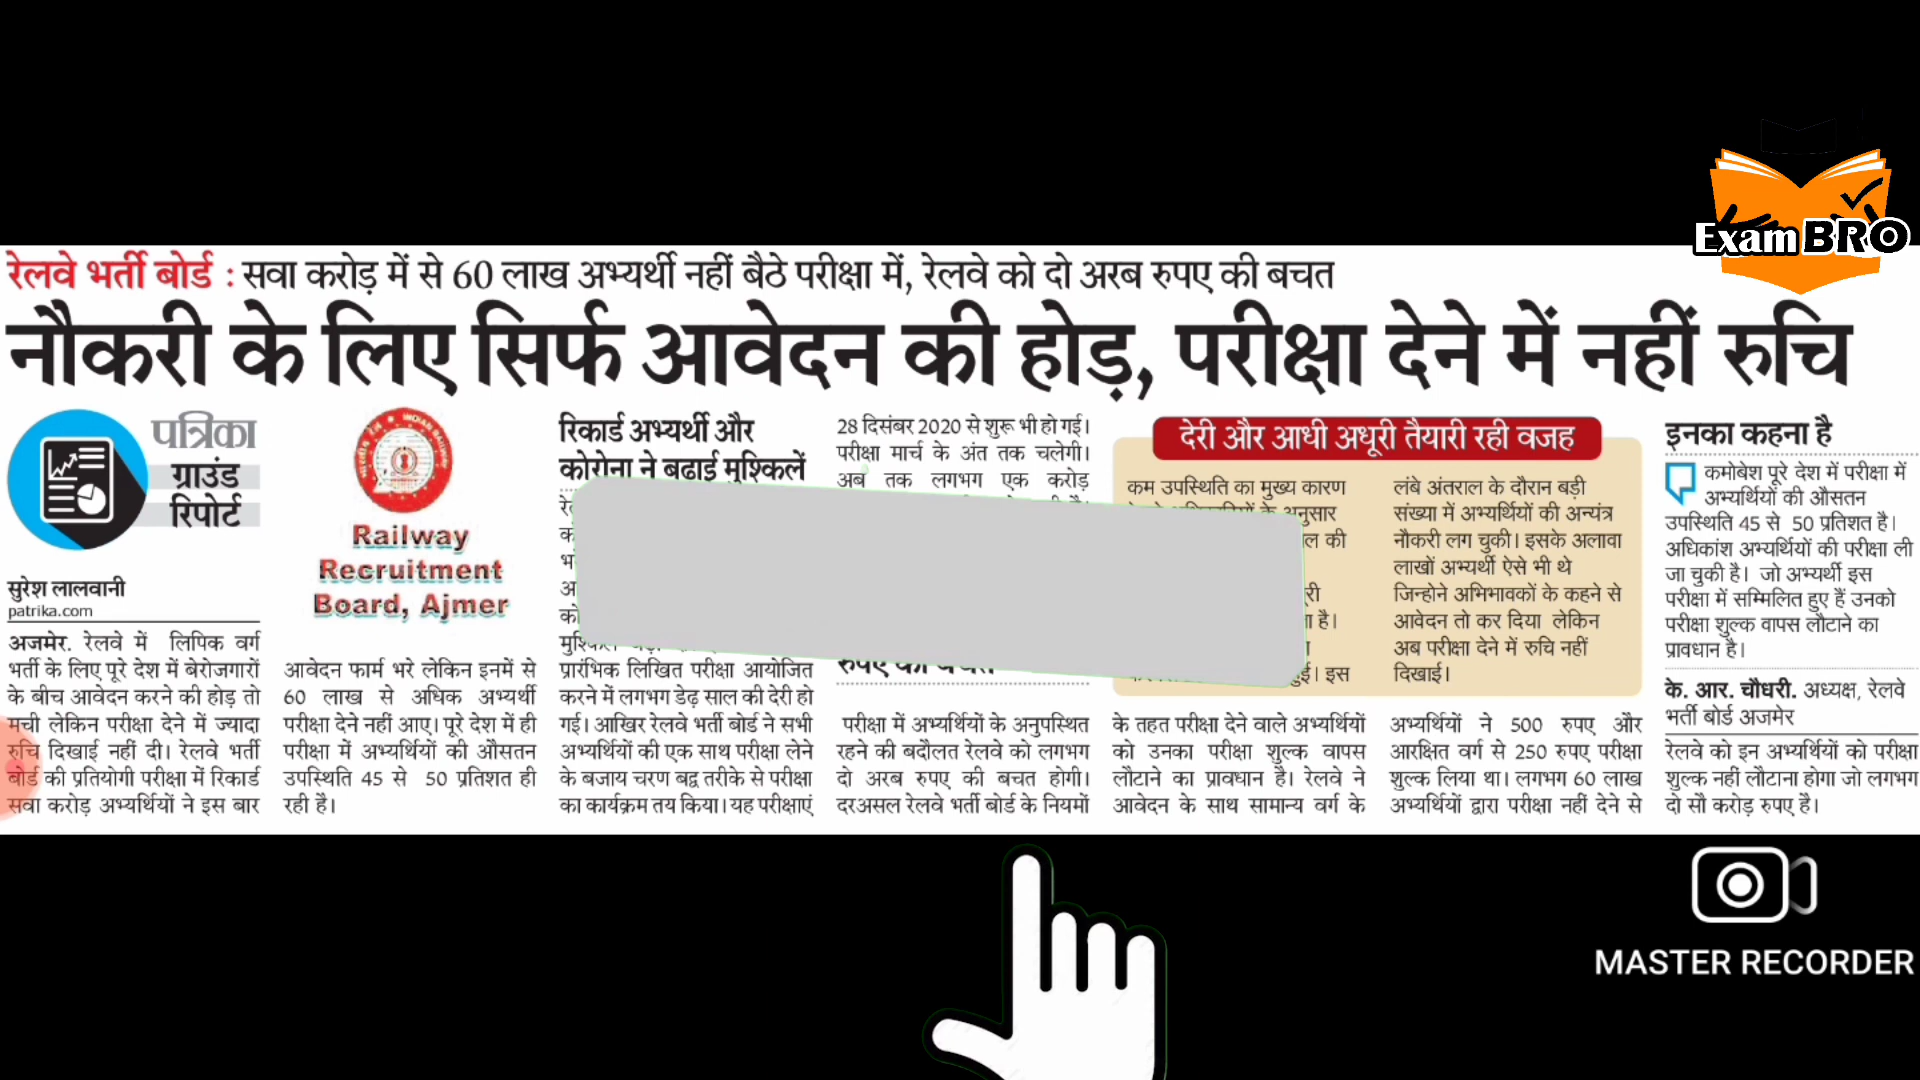 Exam BRO
रेलवे भर्ती बोर्ड : सवा करोड़ में से 60 लाख अभ्यर्थी नहीं बैठे परीक्षा में, रेलवे को दो अरब रुपए की बचत
नौकरी के लिए सिर्फ आवेदन की होड़, परीक्षा देने में नहीं रुचि
पत्रिका
ग्राउंड
रिपोर्ट
सुरेश लालवानी
patrika.com
अजमेर. रेलवे में लिपिक वर्ग
भर्ती के लिए पूरे देश में बेरोजगारों
के बीच आवेदन करने की होड़ तो
मची लेकिन परीक्षा देने में ज्यादा
रुचि दिखाई नहीं दी। रेलवे भर्ती
बोर्ड की प्रतियोगी परीक्षा में रिकार्ड
सवा करोड़ अभ्यर्थियों ने इस बार
Railway
Recruitment
Board, Ajmer
आवेदन फार्म भरे लेकिन इनमें से
60 लाख से अधिक अभ्यर्थी
परीक्षा देने नहीं आए। पूरे देश में ही
परीक्षा में अभ्यर्थियों की औसतन
उपस्थिति 45 से 50 प्रतिशत ही
रही है।
रिकार्ड अभ्यर्थी और
कोरोना ने बढाई मुश्किलें
प्रारंभिक लिखित परीक्षा आयोजित
करने में लगभग डेढ़ साल की देरी हो
गई। आखिर रेलवे भर्ती बोर्ड ने सभी
अभ्यर्थियों की एक साथ परीक्षा लेने
के बजाय चरण बद्व तरीके से परीक्षा
का कार्यक्रम तय किया। यह परीक्षाएं
28 दिसंबर 2020 से शुरू भी हो गई।
परीक्षा मार्च के अंत तक चलेगी।
अब तक लगभग एक करोड़
परीक्षा में अभ्यर्थियों के अनुपस्थित
रहने की बदौलत रेलवे को लगभग
दो अरब रुपए की बचत होगी।
दरअसल रेलवे भर्ती बोर्ड के नियमों
देरी और आधी अधूरी तैयारी रही वजह
कम उपस्थिति का मुख्य कारण
अनुसार
ल की
है।
इस
लंबे अंतराल के दौरान बड़ी
संख्या में अभ्यर्थियों की अन्यंत्र
नौकरी लग चुकी। इसके अलावा
लाखों अभ्यर्थी ऐसे भी थे
जिन्होने अभिभावकों के कहने से
आवेदन तो कर दिया लेकिन
अब परीक्षा देने में रुचि नहीं
दिखाई।
के तहत परीक्षा देने वाले अभ्यर्थियों
को उनका परीक्षा शुल्क वापस
लौटाने का प्रावधान है। रेलवे ने
आवेदन के साथ सामान्य वर्ग के
अभ्यर्थियों ने 500 रुपए और
आरक्षित वर्ग से 250 रुपए परीक्षा
शुल्क लिया था। लगभग 60 लाख
अभ्यर्थियों द्वारा परीक्षा नहीं देने से
इनका कहना है
कमोबेश पूरे देश में परीक्षा में
अभ्यर्थियों की औसतन
उपस्थिति 45 से 50 प्रतिशत है।
अधिकांश अभ्यर्थियों की परीक्षा ली
जा चुकी है। जो अभ्यर्थी इस
परीक्षा में सम्मिलित हुए हैं उनको
परीक्षा शुल्क वापस लौटाने का
प्रावधान है।
के. आर. चौधरी. अध्यक्ष, रेलवे
भर्ती बोर्ड अजमेर
रेलवे को इन अभ्यर्थियों को परीक्षा
शुल्क नहीं लौटाना होगा जो लगभग
दो सौ करोड़ रुपए है।
MASTER RECORDER